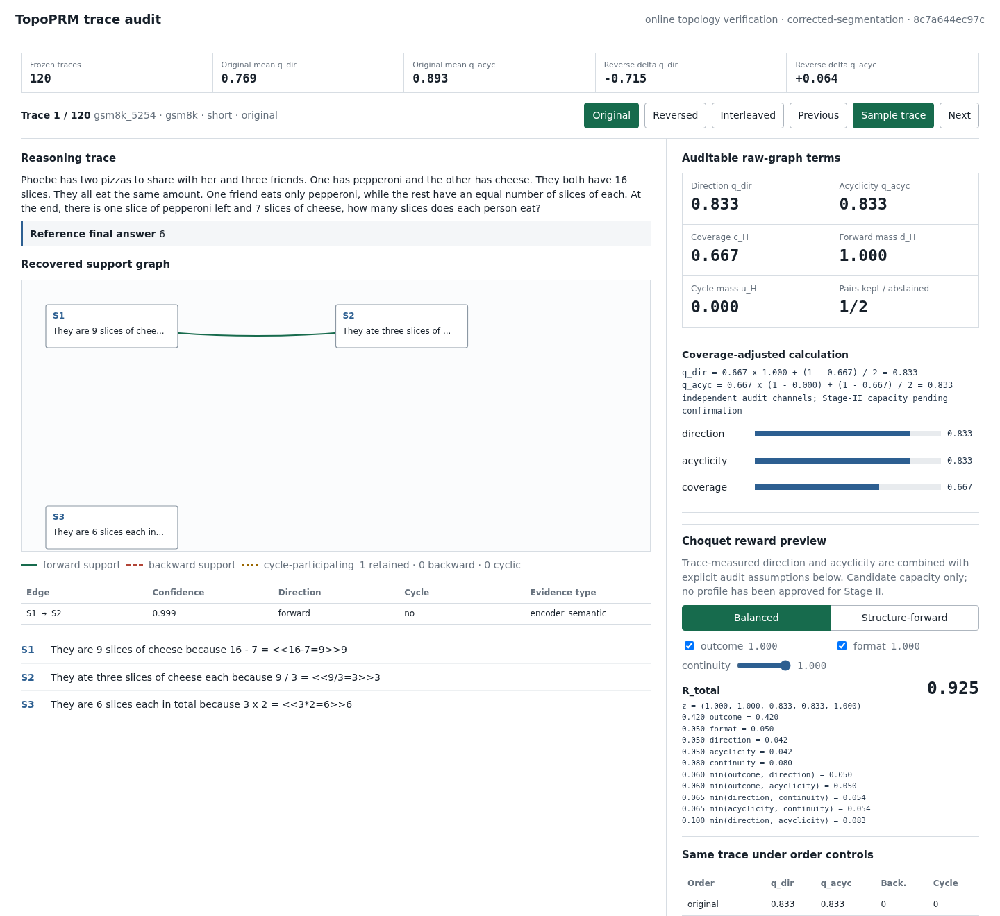 TopoPRM trace audit
online topology verification · corrected-segmentation · 8c7a644ec97c
Frozen traces
120
Original mean q_dir
0.769
Original mean q_acyc
0.893
Reverse delta q_dir
-0.715
Reverse delta q_acyc
+0.064
Trace 1 / 120 gsm8k_5254 · gsm8k · short · original
Original
Reversed
Interleaved
Previous
Sample trace
Next
Reasoning trace
Phoebe has two pizzas to share with her and three friends. One has pepperoni and the other has cheese. They both have 16
slices. They all eat the same amount. One friend eats only pepperoni, while the rest have an equal number of slices of each. At
the end, there is one slice of pepperoni left and 7 slices of cheese, how many slices does each person eat?
Reference final answer 6
Recovered support graph
S1
They are 9 slices of chee...
S2
They ate three slices of ...
S3
They are 6 slices each in...
forward support
backward support
cycle-participating
1 retained · 0 backward · 0 cyclic
Edge Confidence Direction Cycle Evidence type
S1 → S2 0.999 forward no encoder_semantic
S1 They are 9 slices of cheese because 16 - 7 = <<16-7=9>>9
S2 They ate three slices of cheese each because 9 / 3 = <<9/3=3>>3
S3 They are 6 slices each in total because 3 x 2 = <<3*2=6>>6
Auditable raw-graph terms
Direction q_dir
0.833
Acyclicity q_acyc
0.833
Coverage c_H
0.667
Forward mass d_H
1.000
Cycle mass u_H
0.000
Pairs kept / abstained
1/2
Coverage-adjusted calculation
q_dir = 0.667 x 1.000 + (1 - 0.667) / 2 = 0.833
q_acyc = 0.667 x (1 - 0.000) + (1 - 0.667) / 2 = 0.833
independent audit channels; Stage-II capacity pending
confirmation
direction 0.833
acyclicity 0.833
coverage 0.667
Choquet reward preview
Trace-measured direction and acyclicity are combined with
explicit audit assumptions below. Candidate capacity only;
no profile has been approved for Stage II.
Balanced
Structure-forward
outcome 1.000
format 1.000
continuity 1.000
R_total 0.925
z = (1.000, 1.000, 0.833, 0.833, 1.000)
0.420 outcome = 0.420
0.050 format = 0.050
0.050 direction = 0.042
0.050 acyclicity = 0.042
0.080 continuity = 0.080
0.060 min(outcome, direction) = 0.050
0.060 min(outcome, acyclicity) = 0.050
0.065 min(direction, continuity) = 0.054
0.065 min(acyclicity, continuity) = 0.054
0.100 min(direction, acyclicity) = 0.083
Same trace under order controls
Order q_dir q_acyc Back. Cycle
original 0.833 0.833 0 0